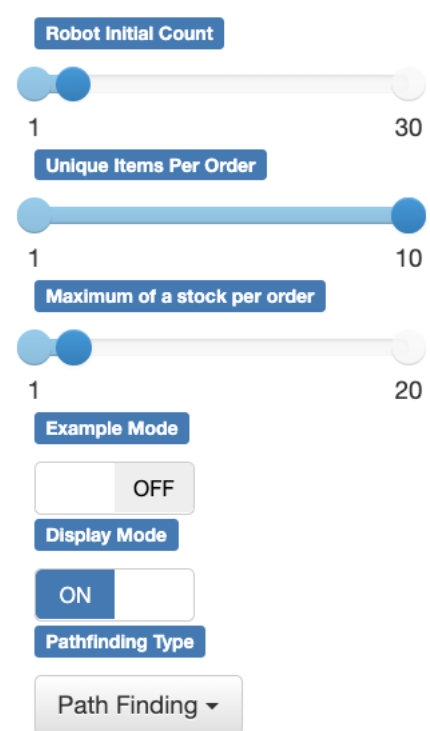 Robot Initial Count
1 30
Unique Items Per Order
1 10
Maximum of a stock per order
1 20
Example Mode
OFF
Display Mode
ON
Pathfinding Type
Path Finding